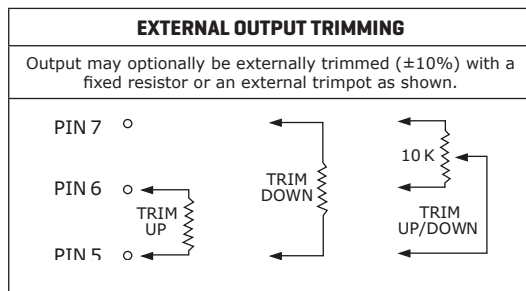 EXTERNAL OUTPUT TRIMMING
Output may optionally be externally trimmed (±10%) with a
fixed resistor or an external trimpot as shown.
PIN 7
10 K
PIN 6
TRIM
DOWN
TRIM
UP
TRIM
UP/DOWN
PIN 5